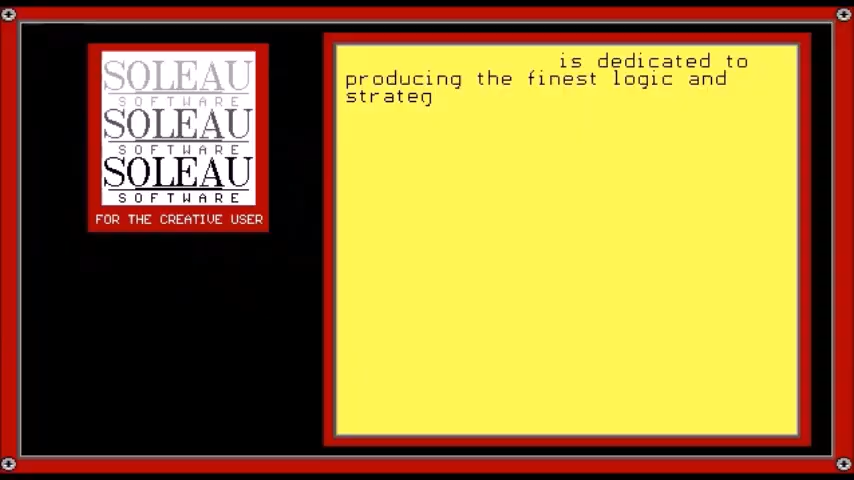 SOLEAU
SOFTWARE
SOLEAU
SOFTWARE
SOLEAU
SOFTWARE
FOR THE CREATIVE USER
is dedicated to
producing the finest logic and
strateg